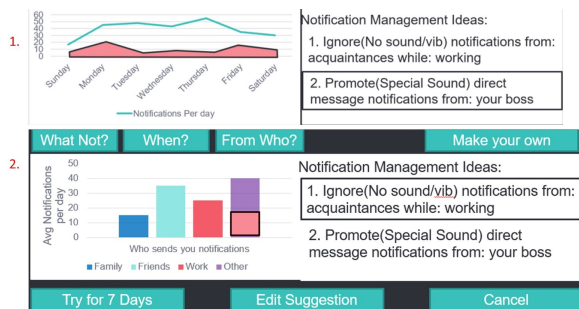 1.
60
50
40
30
20
10
0
Sunday
Monday
Tuesday
Wednesday
Thursday
Friday
Saturday
Notifications Per day
Notification Management Ideas:
1. Ignore(No sound/vib) notifications from:
acquaintances while: working
2. Promote(Special Sound) direct
message notifications from: your boss
What Not?
When?
From Who?
Make your own
2.
Avg Notifications
per day
50
40
30
20
10
0
Who sends you notifications
Family
Friends
Work
Other
Notification Management Ideas:
1. Ignore(No sound/vib) notifications from:
acquaintances while: working
2. Promote(Special Sound) direct
message notifications from: your boss
Try for 7 Days
Edit Suggestion
Cancel